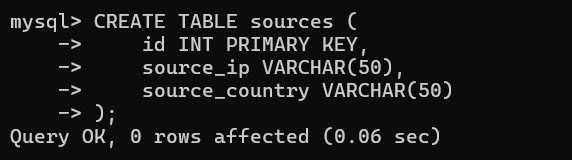 mysql> CREATE TABLE sources (
    ->     id INT PRIMARY KEY,
    ->     source_ip VARCHAR(50),
    ->     source_country VARCHAR(50)
    -> );
Query OK, 0 rows affected (0.06 sec)